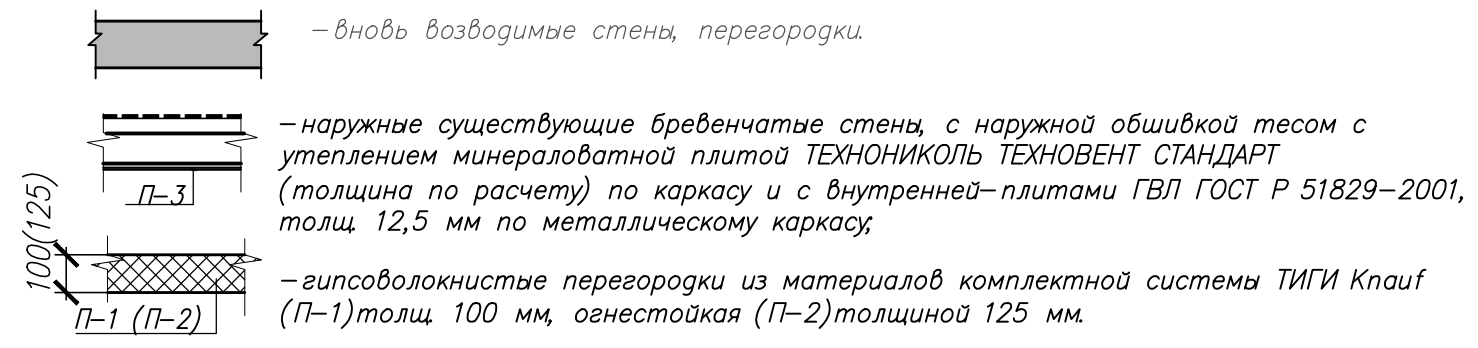 – вновь возводимые стены, перегородки.
– наружные существующие бревенчатые стены, с наружной обшивкой тесом с
утеплением минераловатной плитой ТЕХНОНИКОЛЬ ТЕХНОВЕНТ СТАНДАРТ
(толщина по расчету) по каркасу и с внутренней–плитами ГВЛ ГОСТ Р 51829–2001,
толщ. 12,5 мм по металлическому каркасу;
П–3
100(125)
– гипсоволокнистые перегородки из материалов комплектной системы ТИГИ Knauf
(П–1)толщ. 100 мм, огнестойкая (П–2)толщиной 125 мм.
П–1 (П–2)